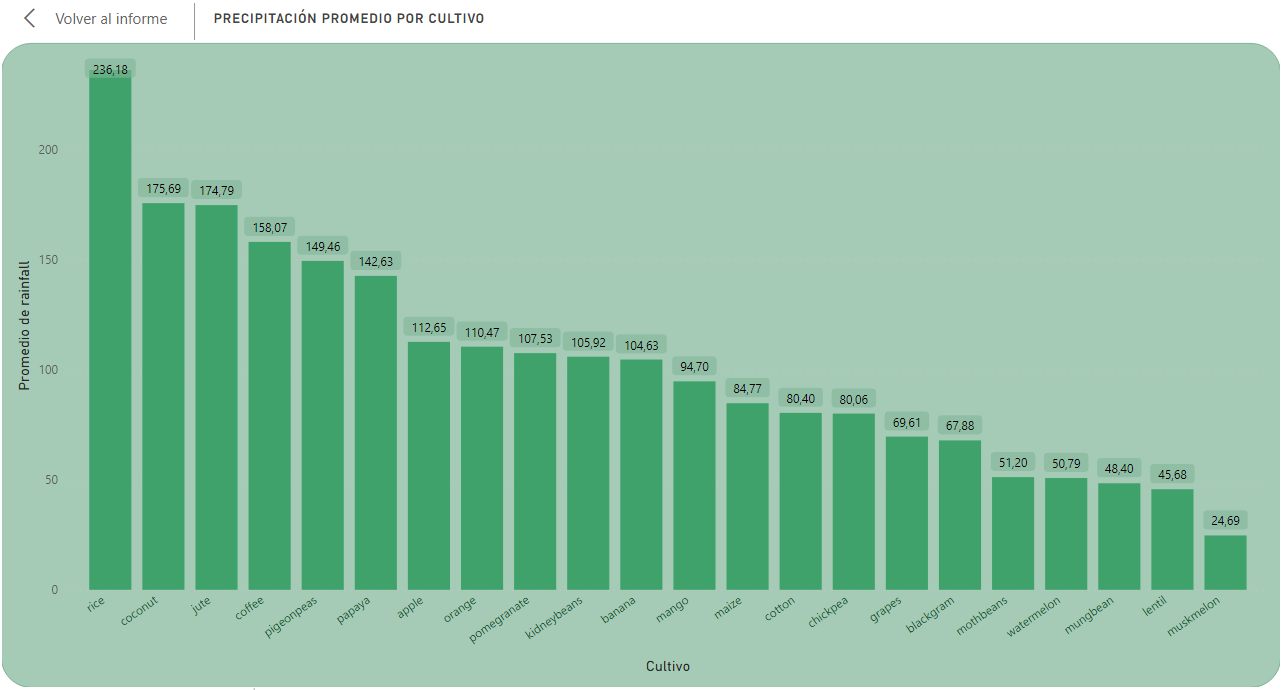 Volver al informe
PRECIPITACIÓN PROMEDIO POR CULTIVO
Promedio de rainfall
200
150
100
50
0
236,18
175,69
174,79
158,07
149,46
142,63
112,65
110,47
107,53
105,92
104,63
94,70
84,77
80,40
80,06
69,61
67,88
51,20
50,79
48,40
45,68
24,69
rice
coconut
jute
coffee
pigeonpeas
papaya
apple
orange
pomegranate
kidneybeans
banana
mango
maize
cotton
chickpea
grapes
blackgram
mothbeans
watermelon
mungbean
lentil
muskmelon
Cultivo